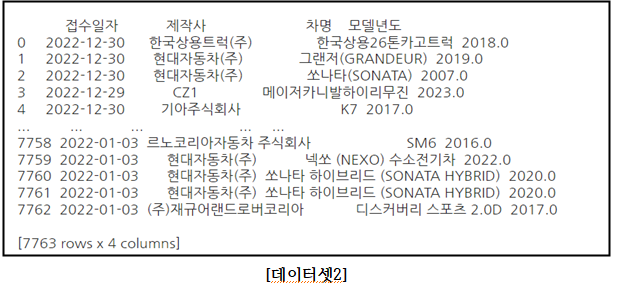 접수일자 제작사 차명 모델년도
0 2022-12-30 한국상용트럭(주) 한국상용26톤카고트럭 2018.0
1 2022-12-30 현대자동차(주) 그랜저(GRANDEUR) 2019.0
2 2022-12-30 현대자동차(주) 쏘나타(SONATA) 2007.0
3 2022-12-29 CZ1 메이저카니발하이리무진 2023.0
4 2022-12-30 기아주식회사 K7 2017.0
... ... ... ... ...
7758 2022-01-03 르노코리아자동차 주식회사 SM6 2016.0
7759 2022-01-03 현대자동차(주) 넥쏘 (NEXO) 수소전기차 2022.0
7760 2022-01-03 현대자동차(주) 쏘나타 하이브리드 (SONATA HYBRID) 2020.0
7761 2022-01-03 현대자동차(주) 쏘나타 하이브리드 (SONATA HYBRID) 2020.0
7762 2022-01-03 (주)재규어랜드로버코리아 디스커버리 스포츠 2.0D 2017.0
[7763 rows x 4 columns]
[데이터셋2]